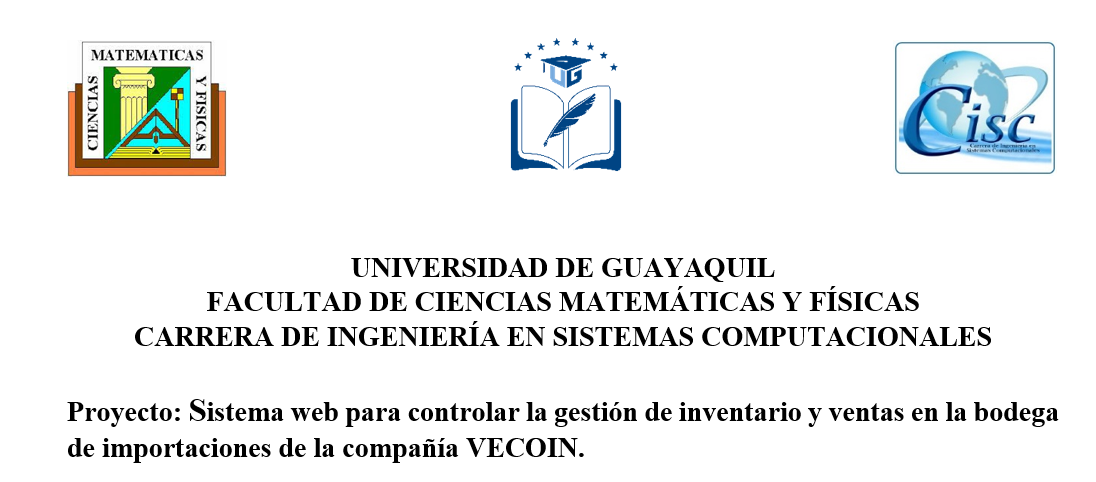 MATEMATICAS
CIENCIAS
Y FISICAS
UG
Cisc
Carrera de Ingeniería en
Sistemas Computacionales
UNIVERSIDAD DE GUAYAQUIL
FACULTAD DE CIENCIAS MATEMÁTICAS Y FÍSICAS
CARRERA DE INGENIERÍA EN SISTEMAS COMPUTACIONALES
Proyecto: Sistema web para controlar la gestión de inventario y ventas en la bodega
de importaciones de la compañía VECOIN.